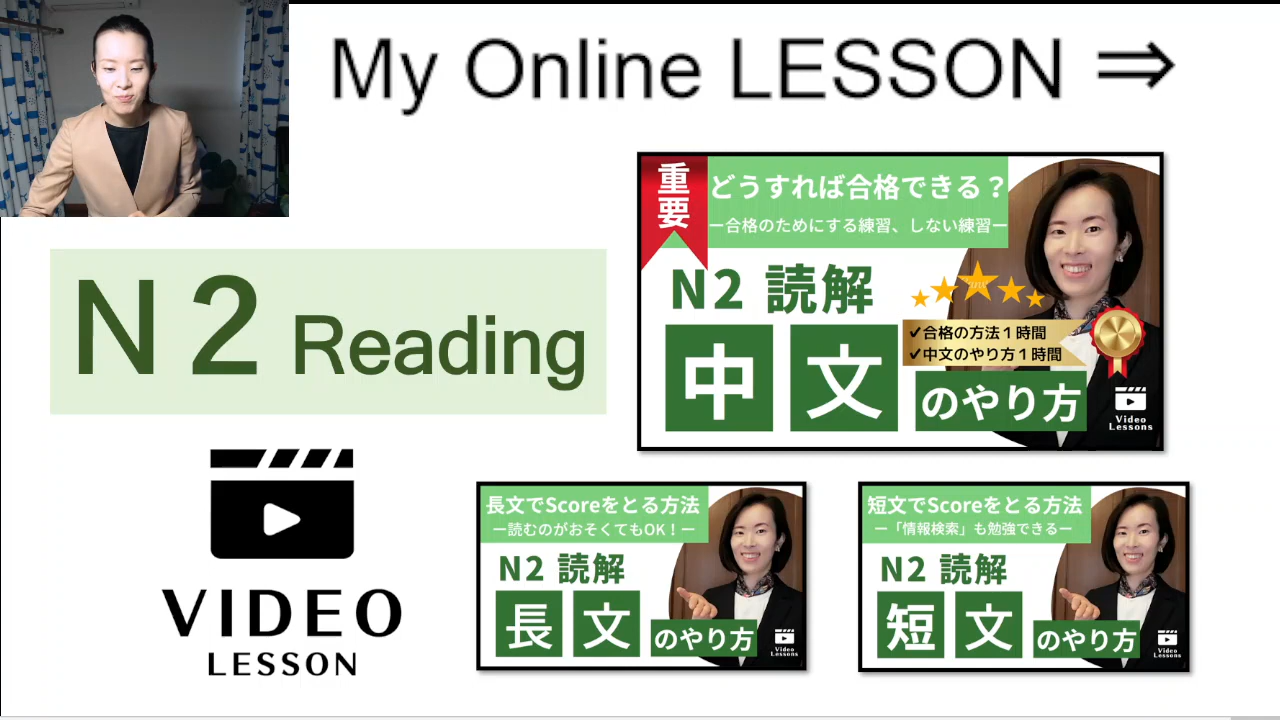 My Online LESSON ⇒
N2 Reading
VIDEO
LESSON
重要
どうすれば合格できる？
ー合格のためにする練習、しない練習ー
N2 読解
中文のやり方
✓合格の方法１時間
✓中文のやり方１時間
Video
Lessons
長文でScoreをとる方法
ー読むのがおそくてもOK！ー
N2 読解
長文のやり方
Video
Lessons
短文でScoreをとる方法
ー「情報検索」も勉強できるー
N2 読解
短文のやり方
Video
Lessons